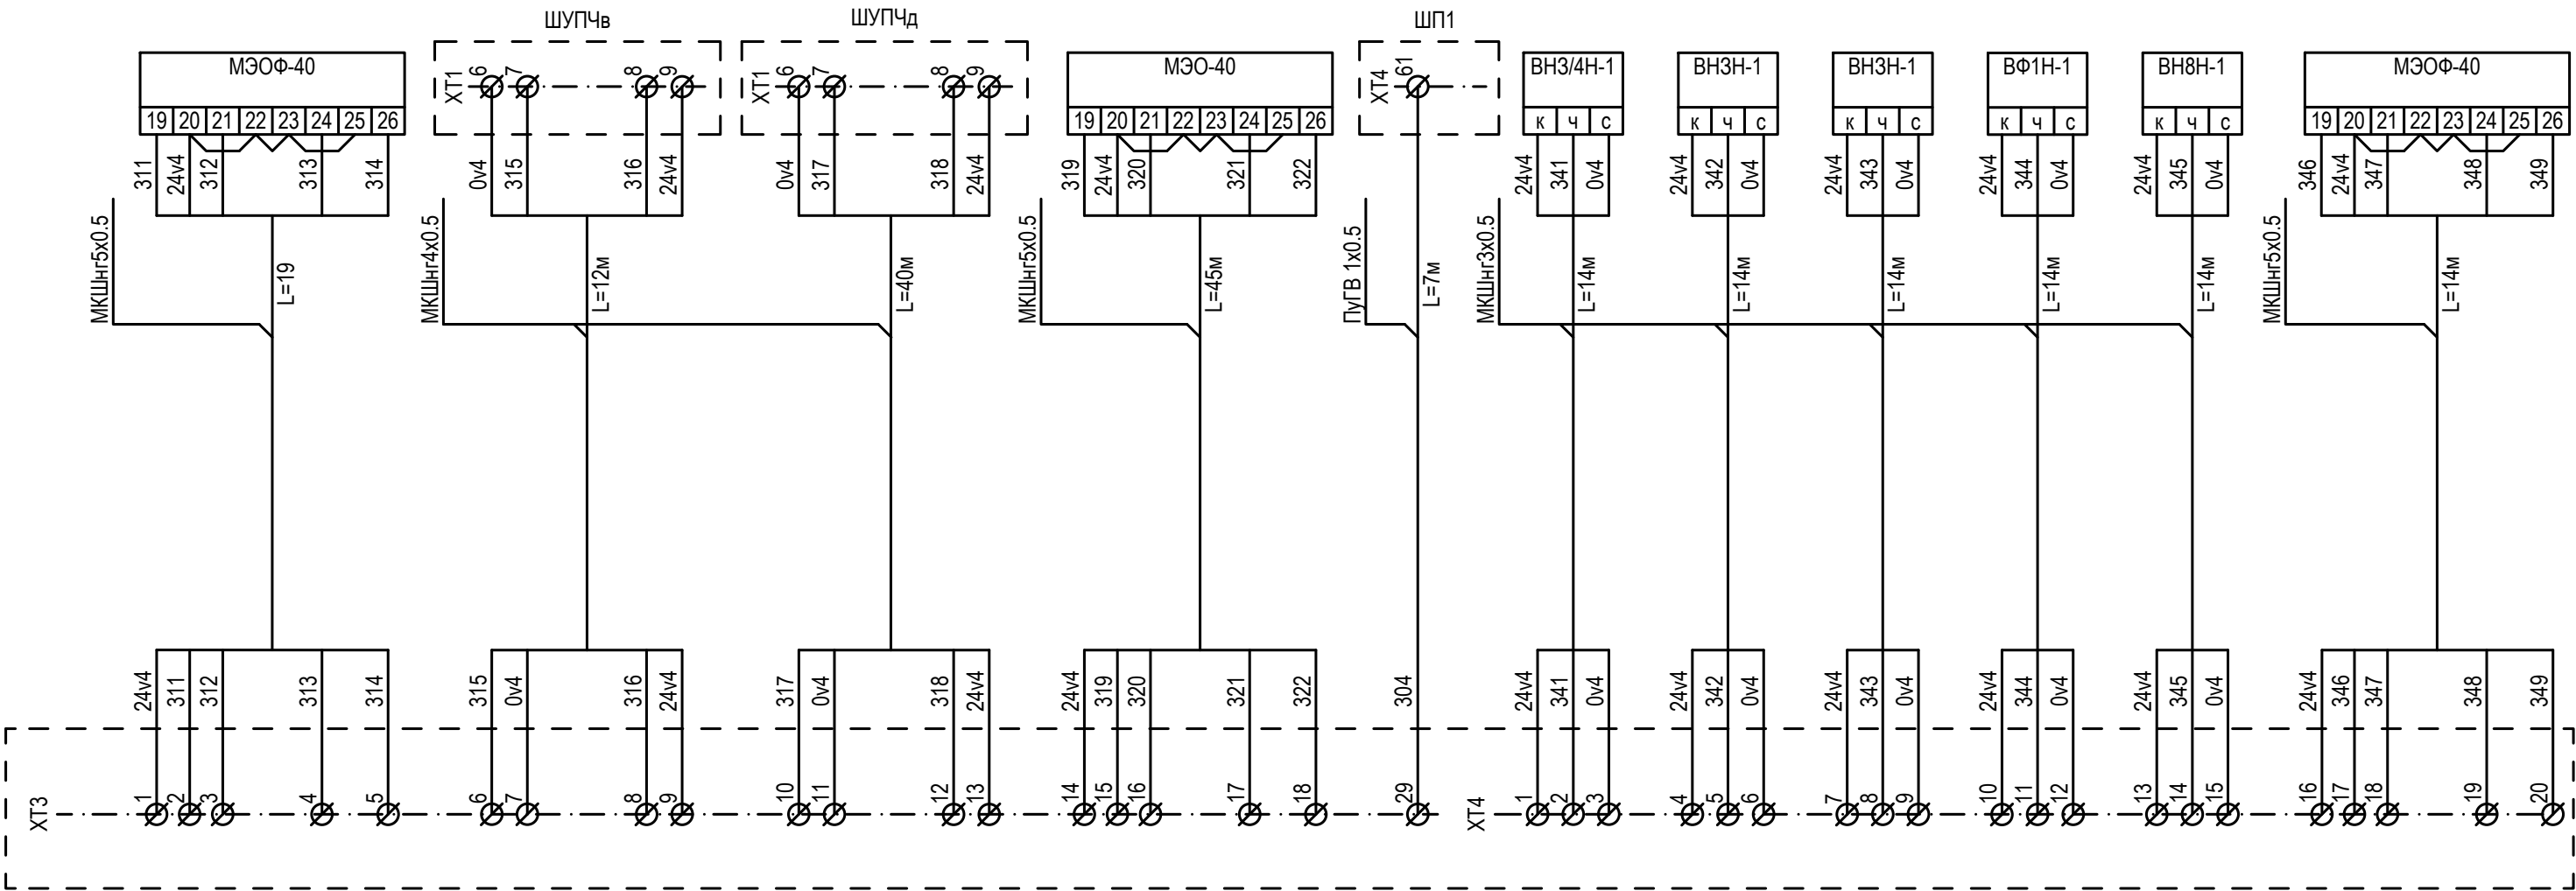 ШУПЧв ШУПЧд ШП1
МЭОФ-40 МЭО-40 ВН3/4Н-1 ВН3Н-1 ВН3Н-1 ВФ1Н-1 ВН8Н-1 МЭОФ-40
ХТ1 6 7 8 9 ХТ1 6 7 8 9 ХТ4 61
19 20 21 22 23 24 25 26 19 20 21 22 23 24 25 26 к ч с к ч с к ч с к ч с к ч с 19 20 21 22 23 24 25 26
311 24v4 312 313 314 0v4 315 316 24v4 0v4 317 318 24v4 319 24v4 320 321 322 24v4 341 0v4 24v4 342 0v4 24v4 343 0v4 24v4 344 0v4 24v4 345 0v4 346 24v4 347 348 349
МКШнг5х0.5 L=19 МКШнг4х0.5 L=12м L=40м МКШнг5х0.5 L=45м ПуГВ 1х0.5 L=7м МКШнг3х0.5 L=14м L=14м L=14м L=14м L=14м МКШнг5х0.5 L=14м
24v4 311 312 313 314 315 0v4 316 24v4 317 0v4 318 24v4 24v4 319 320 321 322 304 24v4 341 0v4 24v4 342 0v4 24v4 343 0v4 24v4 344 0v4 24v4 345 0v4 24v4 346 347 348 349
ХТ3 1 2 3 4 5 6 7 8 9 10 11 12 13 14 15 16 17 18 29 ХТ4 1 2 3 4 5 6 7 8 9 10 11 12 13 14 15 16 17 18 19 20